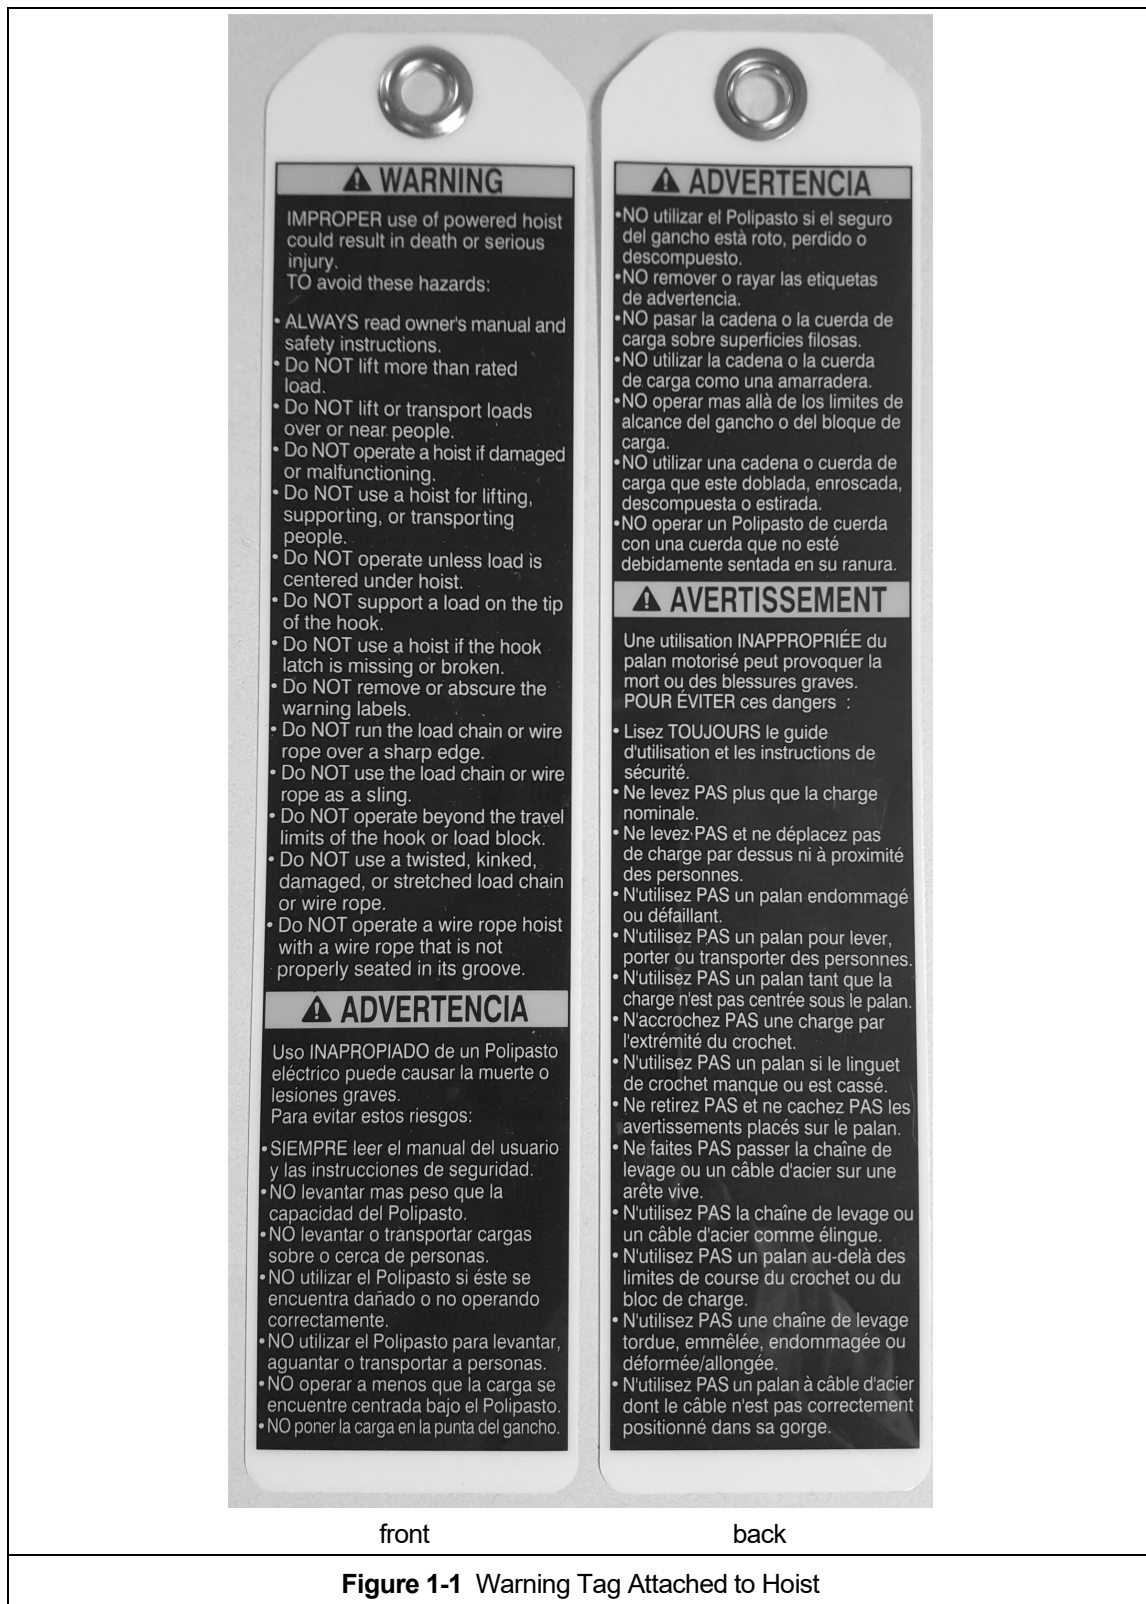 ⚠ WARNING
IMPROPER use of powered hoist
could result in death or serious
injury.
TO avoid these hazards:
• ALWAYS read owner's manual and
safety instructions.
• Do NOT lift more than rated
load.
• Do NOT lift or transport loads
over or near people.
• Do NOT operate a hoist if damaged
or malfunctioning.
• Do NOT use a hoist for lifting,
supporting, or transporting
people.
• Do NOT operate unless load is
centered under hoist.
• Do NOT support a load on the tip
of the hook.
• Do NOT use a hoist if the hook
latch is missing or broken.
• Do NOT remove or abscure the
warning labels.
• Do NOT run the load chain or wire
rope over a sharp edge.
• Do NOT use the load chain or wire
rope as a sling.
• Do NOT operate beyond the travel
limits of the hook or load block.
• Do NOT use a twisted, kinked,
damaged, or stretched load chain
or wire rope.
• Do NOT operate a wire rope hoist
with a wire rope that is not
properly seated in its groove.
⚠ ADVERTENCIA
Uso INAPROPIADO de un Polipasto
eléctrico puede causar la muerte o
lesiones graves.
Para evitar estos riesgos:
• SIEMPRE leer el manual del usuario
y las instrucciones de seguridad.
• NO levantar mas peso que la
capacidad del Polipasto.
• NO levantar o transportar cargas
sobre o cerca de personas.
• NO utilizar el Polipasto si éste se
encuentra dañado o no operando
correctamente.
• NO utilizar el Polipasto para levantar,
aguantar o transportar a personas.
• NO operar a menos que la carga se
encuentre centrada bajo el Polipasto.
• NO poner la carga en la punta del gancho.
⚠ ADVERTENCIA
• NO utilizar el Polipasto si el seguro
del gancho està roto, perdido o
descompuesto.
• NO remover o rayar las etiquetas
de advertencia.
• NO pasar la cadena o la cuerda de
carga sobre superficies filosas.
• NO utilizar la cadena o la cuerda
de carga como una amarradera.
• NO operar mas allà de los limites de
alcance del gancho o del bloque de
carga.
• NO utilizar una cadena o cuerda de
carga que este doblada, enroscada,
descompuesta o estirada.
• NO operar un Polipasto de cuerda
con una cuerda que no esté
debidamente sentada en su ranura.
⚠ AVERTISSEMENT
Une utilisation INAPPROPRIÉE du
palan motorisé peut provoquer la
mort ou des blessures graves.
POUR ÉVITER ces dangers :
• Lisez TOUJOURS le guide
d'utilisation et les instructions de
sécurité.
• Ne levez PAS plus que la charge
nominale.
• Ne levez PAS et ne déplacez pas
de charge par dessus ni à proximité
des personnes.
• N'utilisez PAS un palan endommagé
ou défaillant.
• N'utilisez PAS un palan pour lever,
porter ou transporter des personnes.
• N'utilisez PAS un palan tant que la
charge n'est pas centrée sous le palan.
• N'accrochez PAS une charge par
l'extrémité du crochet.
• N'utilisez PAS un palan si le linguet
de crochet manque ou est cassé.
• Ne retirez PAS et ne cachez PAS les
avertissements placés sur le palan.
• Ne faites PAS passer la chaîne de
levage ou un câble d'acier sur une
arête vive.
• N'utilisez PAS la chaîne de levage ou
un câble d'acier comme élingue.
• N'utilisez PAS un palan au-delà des
limites de course du crochet ou du
bloc de charge.
• N'utilisez PAS une chaîne de levage
tordue, emmêlée, endommagée ou
déformée/allongée.
• N'utilisez PAS un palan à câble d'acier
dont le câble n'est pas correctement
positionné dans sa gorge.
front
back
Figure 1-1 Warning Tag Attached to Hoist